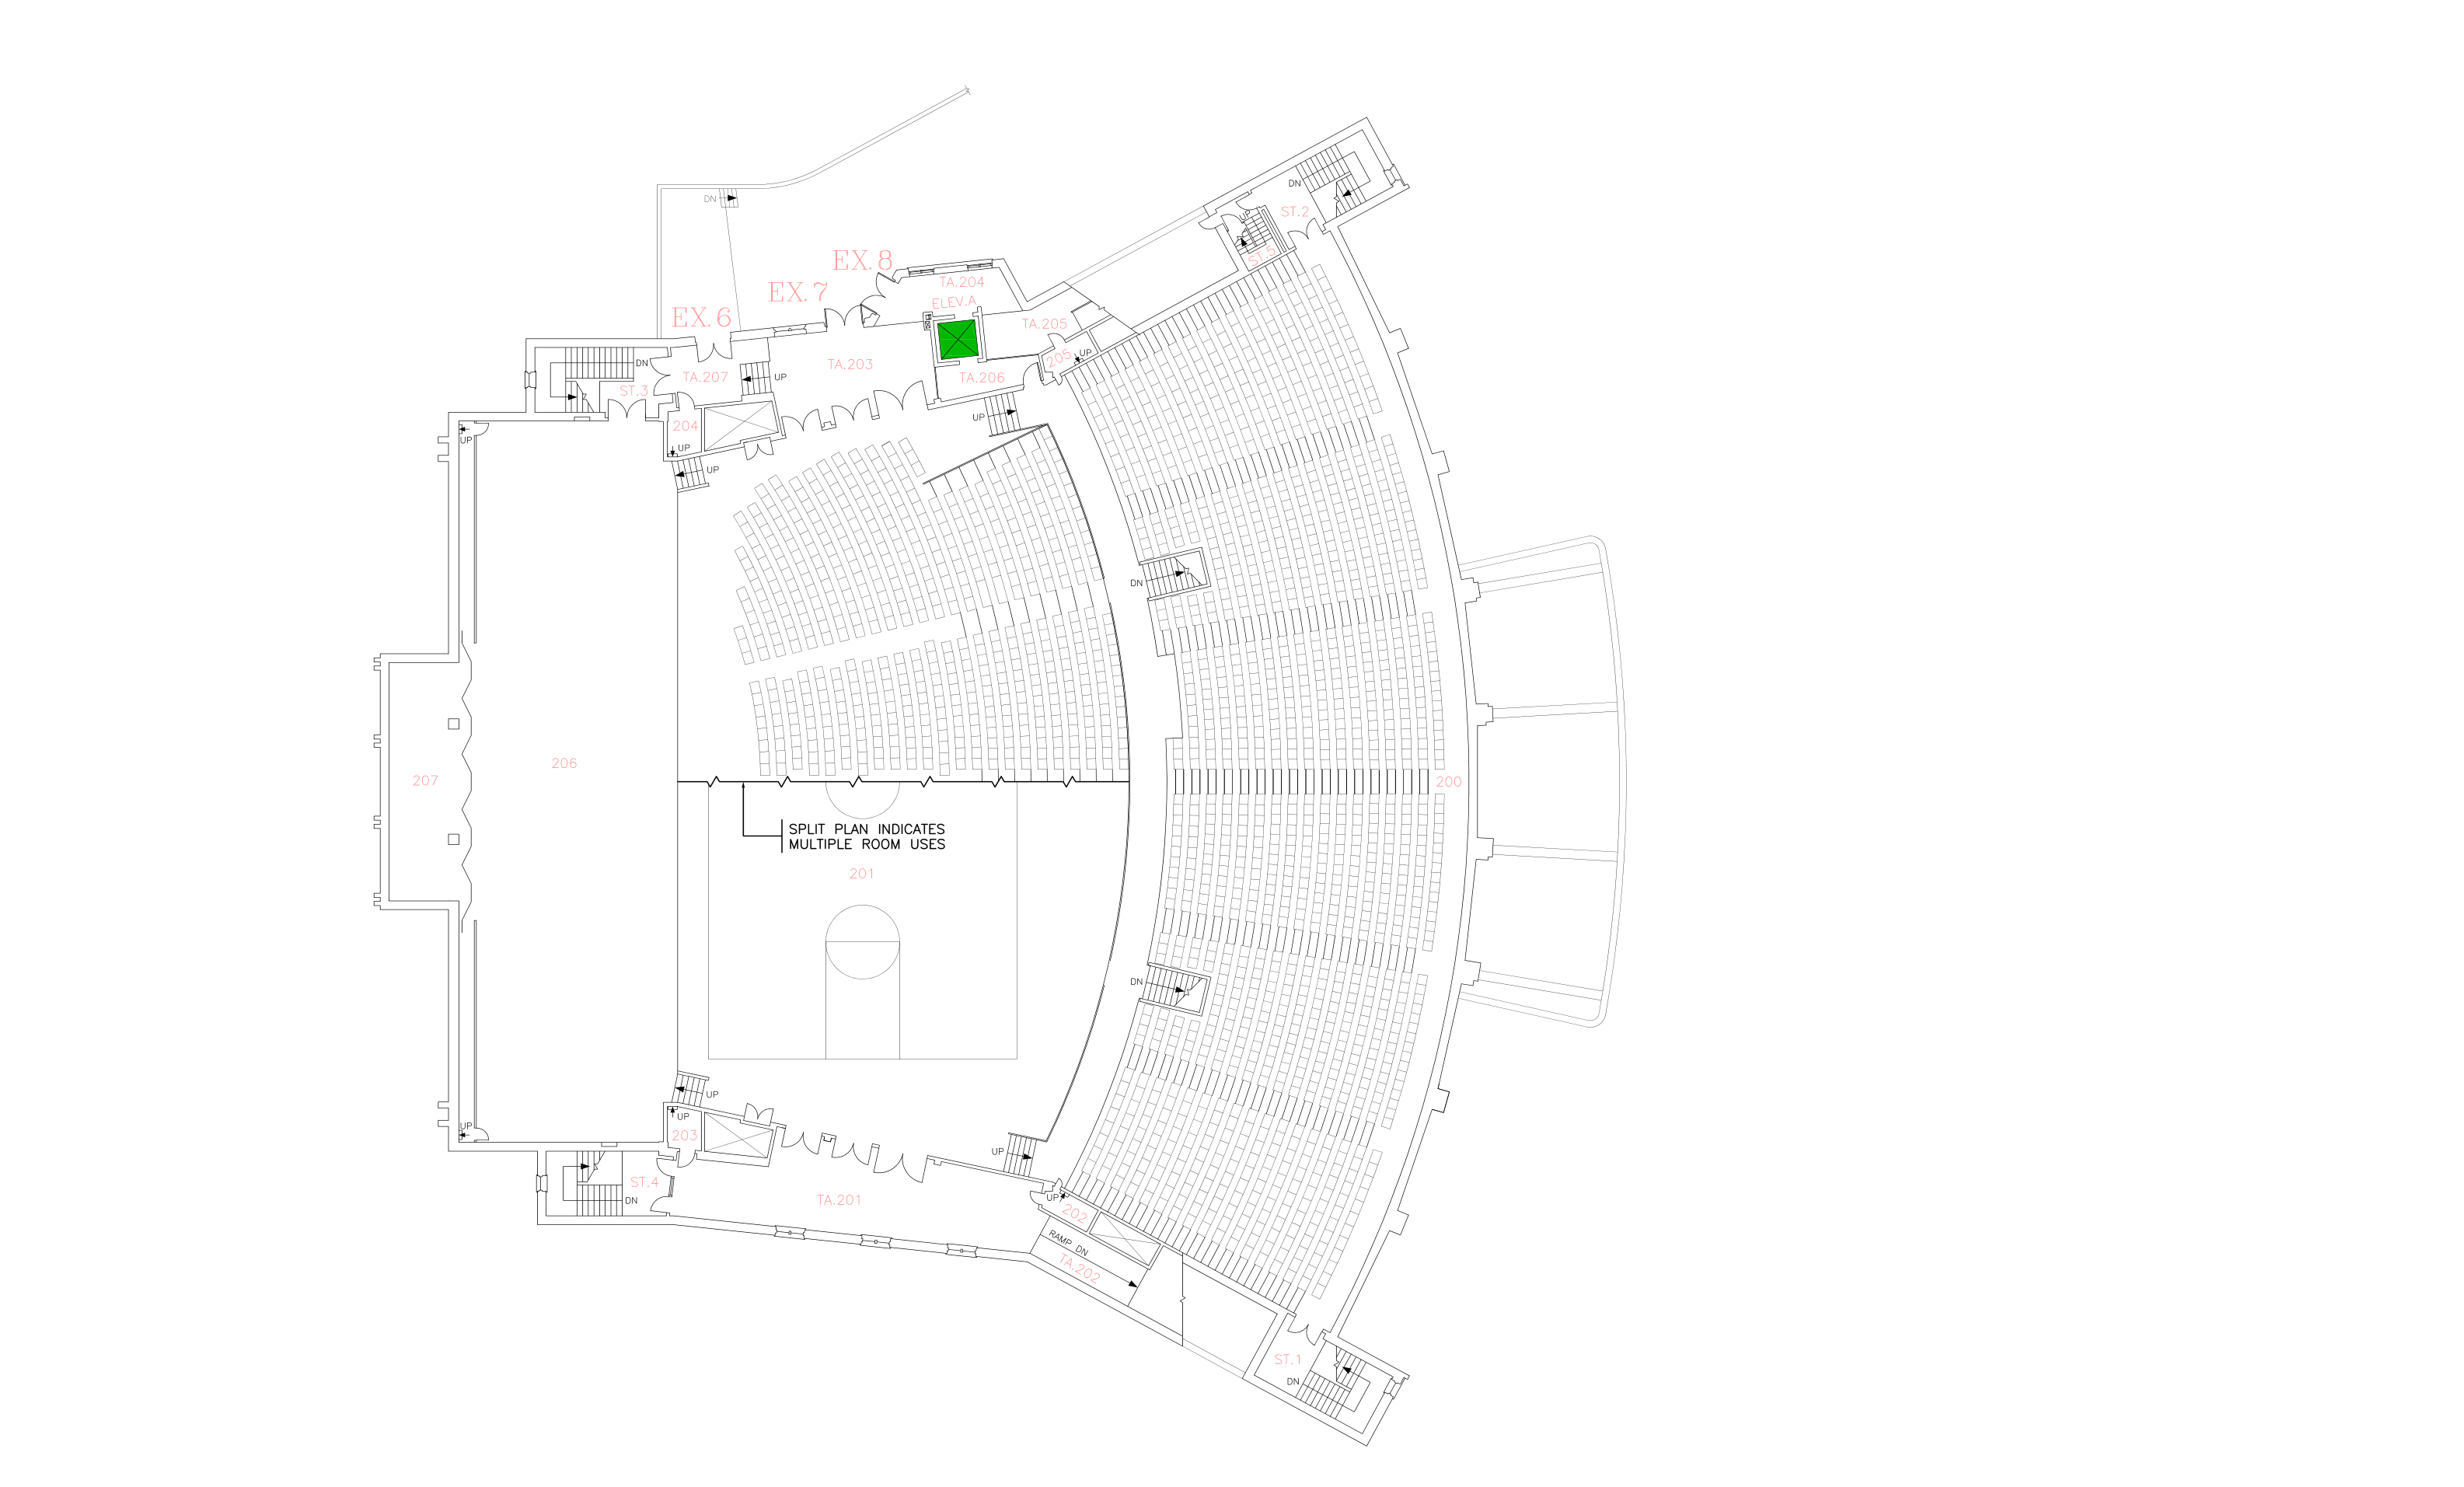 DN
DN
ST.2
UP
ST.5
EX. 8
EX. 7
EX. 6
TA.204
ELEV.A
TA.205
205
UP
DN
ST.3
TA.207
UP
TA.203
TA.206
204
UP
UP
UP
UP
DN
206
207
200
SPLIT PLAN INDICATES
MULTIPLE ROOM USES
201
DN
UP
UP
203
UP
UP
ST.4
DN
TA.201
UP
202
RAMP DN
TA.202
ST.1
DN